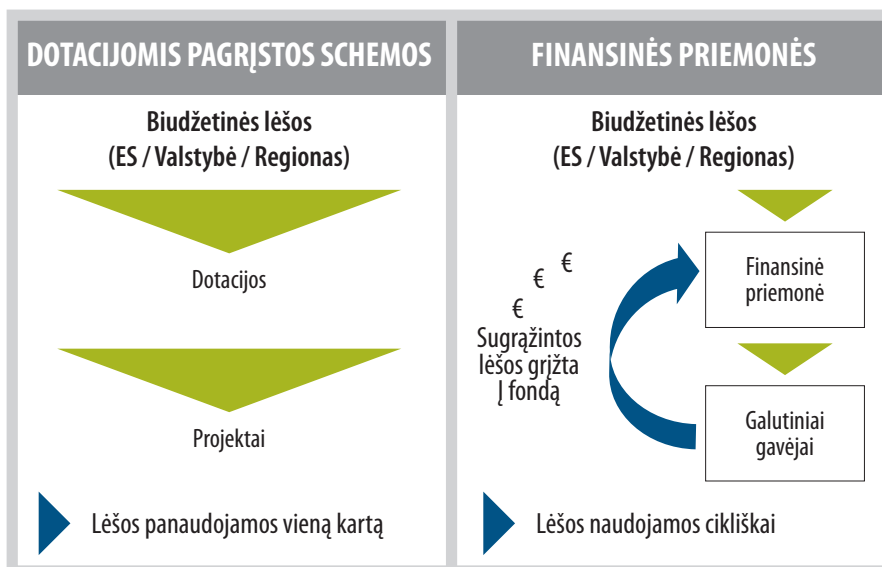 DOTACIJOMIS PAGRĮSTOS SCHEMOS
Biudžetinės lėšos
(ES / Valstybė / Regionas)
Dotacijos
Projektai
Lėšos panaudojamos vieną kartą
FINANSINĖS PRIEMONĖS
Biudžetinės lėšos
(ES / Valstybė / Regionas)
Finansinė
priemonė
€
€
€
Sugrąžintos
lėšos grįžta
Į fondą
Galutiniai
gavėjai
Lėšos naudojamos cikliškai